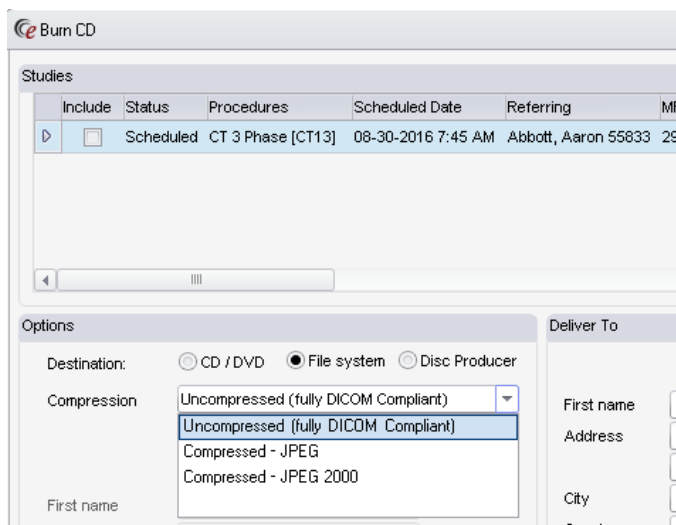 Burn CD
Studies
Include Status Procedures Scheduled Date Referring
Scheduled CT 3 Phase [CT13] 08-30-2016 7:45 AM Abbott, Aaron 55833 29
Options
Deliver To
Destination: CD / DVD File system Disc Producer
Compression Uncompressed (fully DICOM Compliant)
First name
Uncompressed (fully DICOM Compliant)
Address
Compressed - JPEG
Compressed - JPEG 2000
City
First name